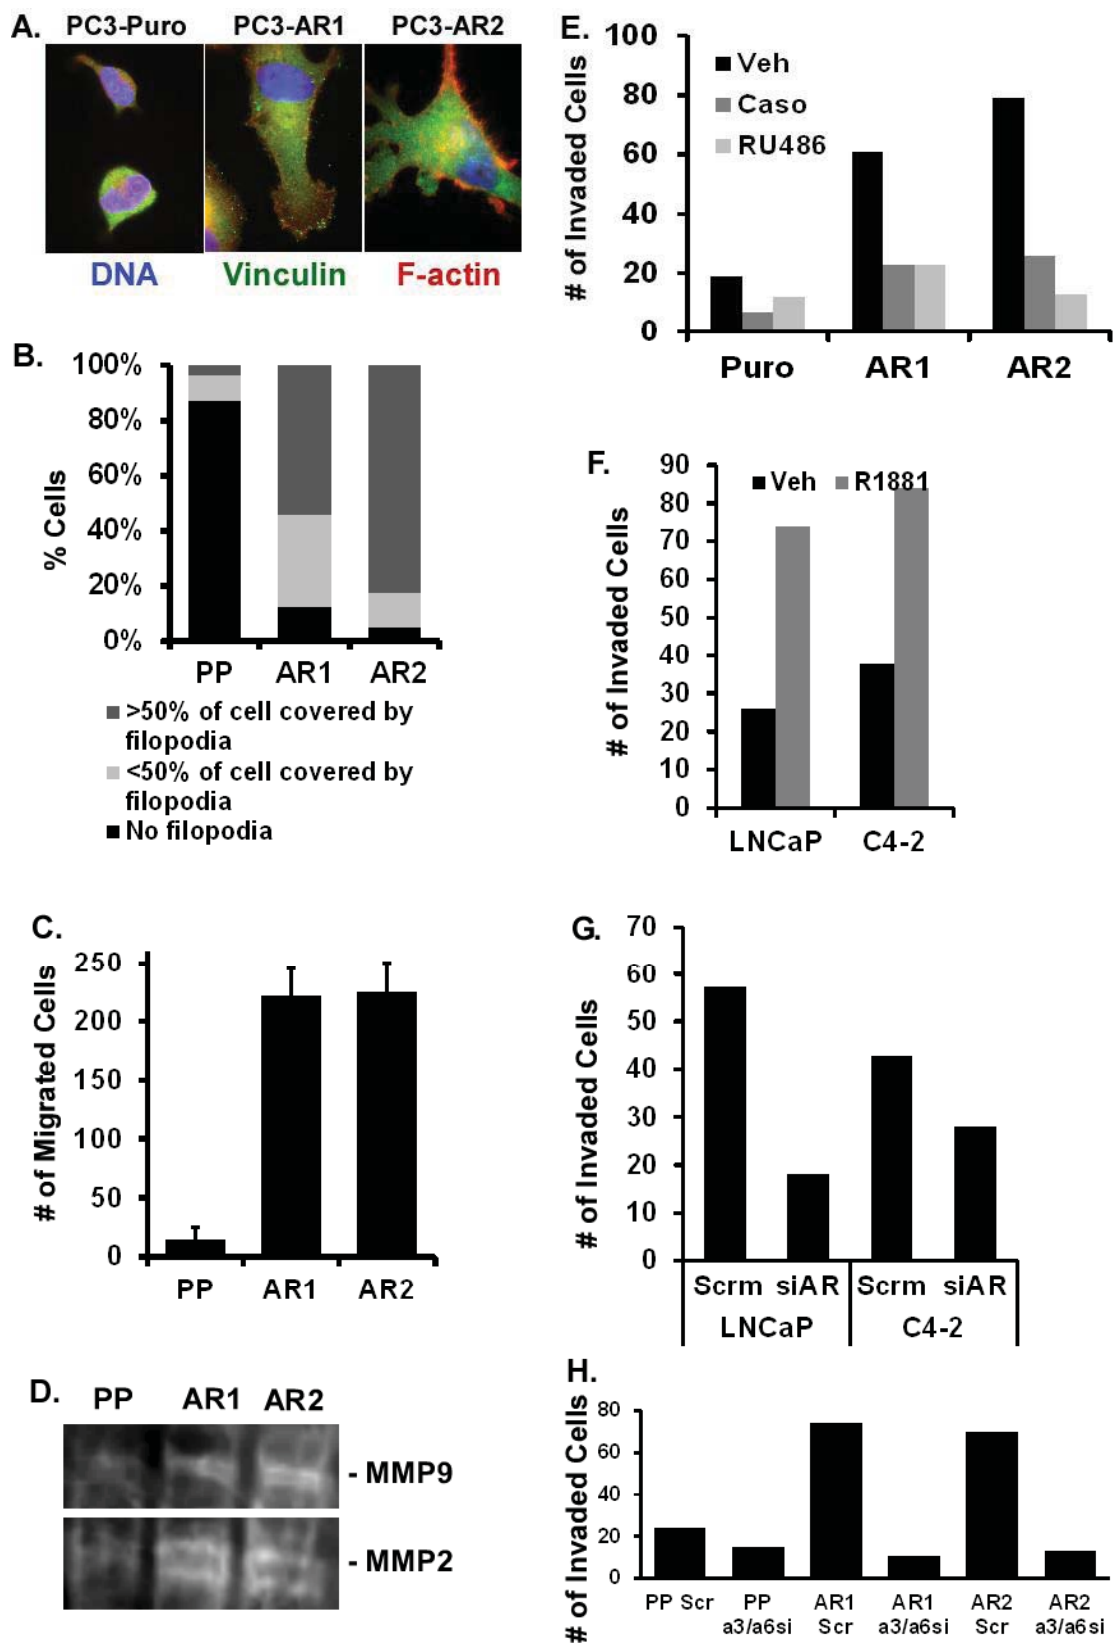 A.
PC3-Puro PC3-AR1 PC3-AR2
DNA Vinculin F-actin
B.
100%
80%
60%
40%
20%
0%
% Cells
PP AR1 AR2
>50% of cell covered by
filopodia
<50% of cell covered by
filopodia
No filopodia
C.
250
200
150
100
50
0
# of Migrated Cells
PP AR1 AR2
D.
PP AR1 AR2
- MMP9
- MMP2
E.
100
80
60
40
20
0
# of Invaded Cells
Veh
Caso
RU486
Puro AR1 AR2
F.
90
80
70
60
50
40
30
20
10
0
# of Invaded Cells
Veh R1881
LNCaP C4-2
G.
70
60
50
40
30
20
10
0
# of Invaded Cells
Scrm siAR Scrm siAR
LNCaP C4-2
H.
80
60
40
20
0
# of Invaded Cells
PP Scr PP AR1 AR1 AR2 AR2
a3/a6si Scr a3/a6si Scr a3/a6si